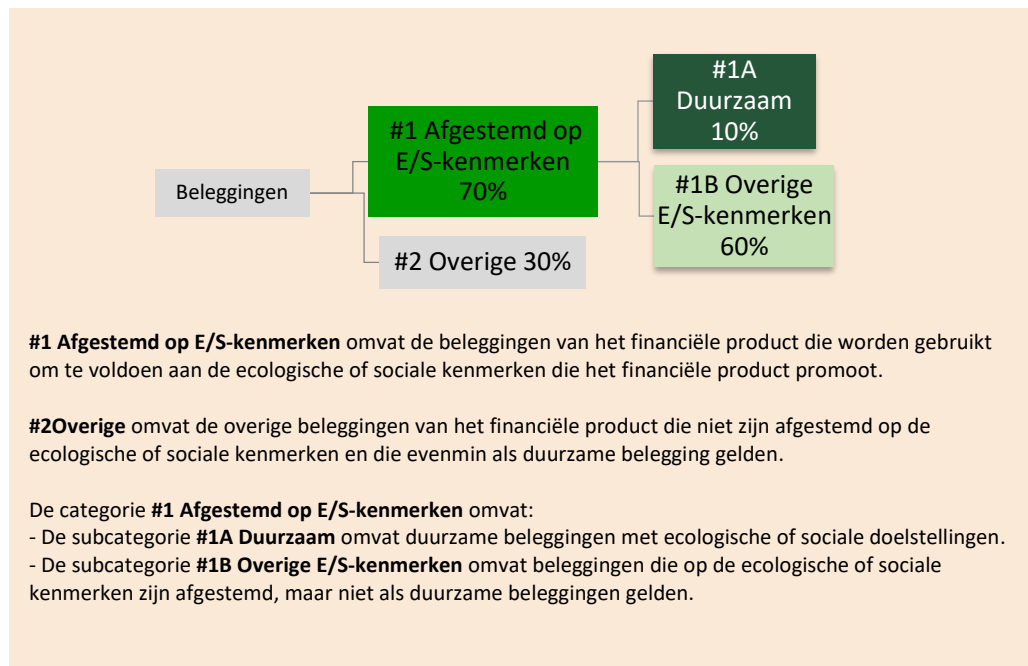 #1A
Duurzaam
10%
#1 Afgestemd op
E/S-kenmerken
70%
Beleggingen
#1B Overige
E/S-kenmerken
60%
#2 Overige 30%
#1 Afgestemd op E/S-kenmerken omvat de beleggingen van het financiële product die worden gebruikt
om te voldoen aan de ecologische of sociale kenmerken die het financiële product promoot.
#2Overige omvat de overige beleggingen van het financiële product die niet zijn afgestemd op de
ecologische of sociale kenmerken en die evenmin als duurzame belegging gelden.
De categorie #1 Afgestemd op E/S-kenmerken omvat:
- De subcategorie #1A Duurzaam omvat duurzame beleggingen met ecologische of sociale doelstellingen.
- De subcategorie #1B Overige E/S-kenmerken omvat beleggingen die op de ecologische of sociale
kenmerken zijn afgestemd, maar niet als duurzame beleggingen gelden.